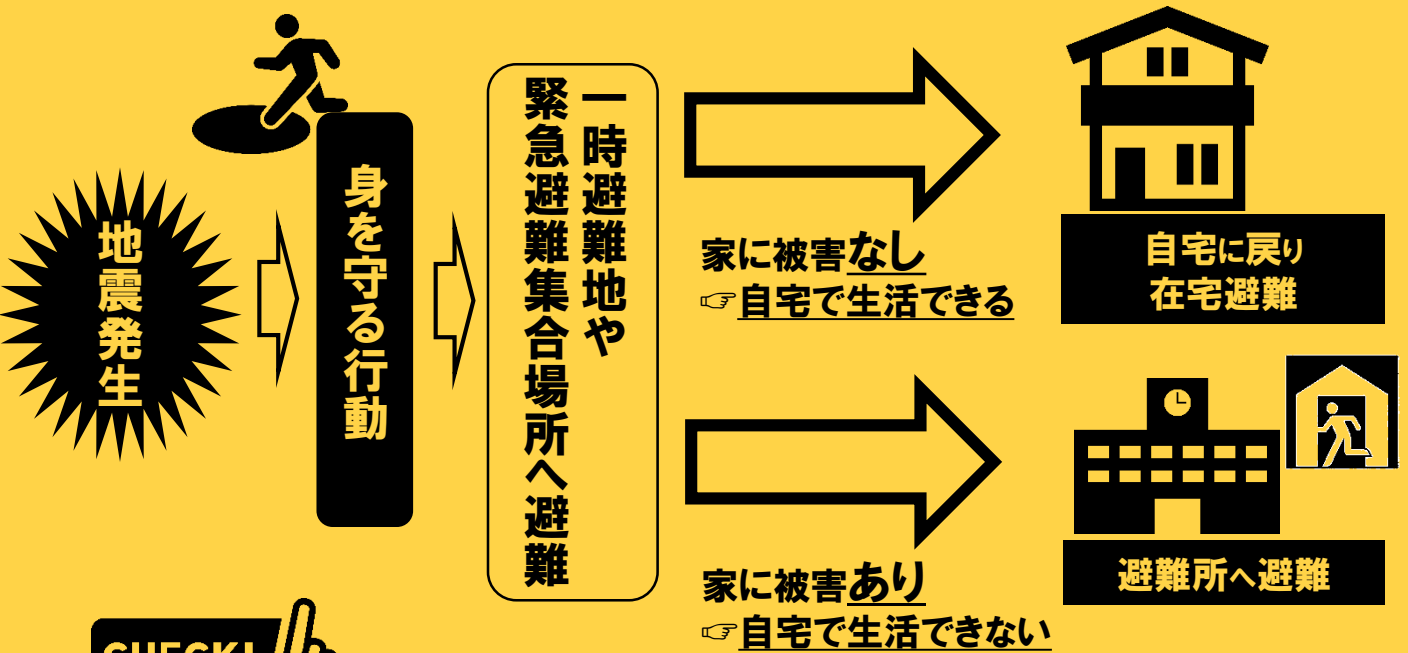 地震発生
身を守る行動
一時避難地や
緊急避難集合場所へ避難
家に被害なし
☞自宅で生活できる
自宅に戻り
在宅避難
家に被害あり
☞自宅で生活できない
避難所へ避難
CHECK!